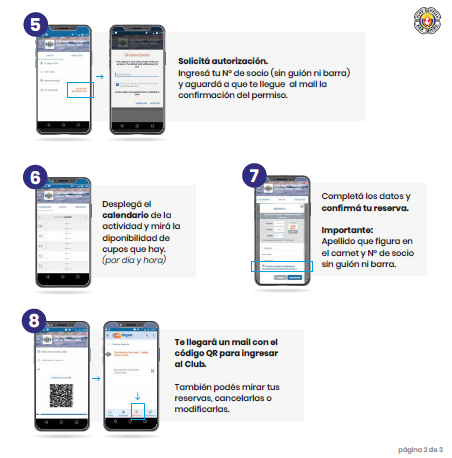 5
Solicitá autorización.
Ingresá tu N° de socio (sin guión ni barra)
y aguardá a que te llegue al mail la
confirmación del permiso.
6
Desplegá el
calendario de la
actividad y mirá la
diponibilidad de
cupos que hay.
(por día y hora)
7
Completá los datos y
confirmá tu reserva.
Importante:
Apellido que figura en
el carnet y N° de socio
sin guión ni barra.
8
Te llegará un mail con el
código QR para ingresar
al Club.
También podés mirar tus
reservas, cancelarlas o
modificarlas.
página 2 de 3